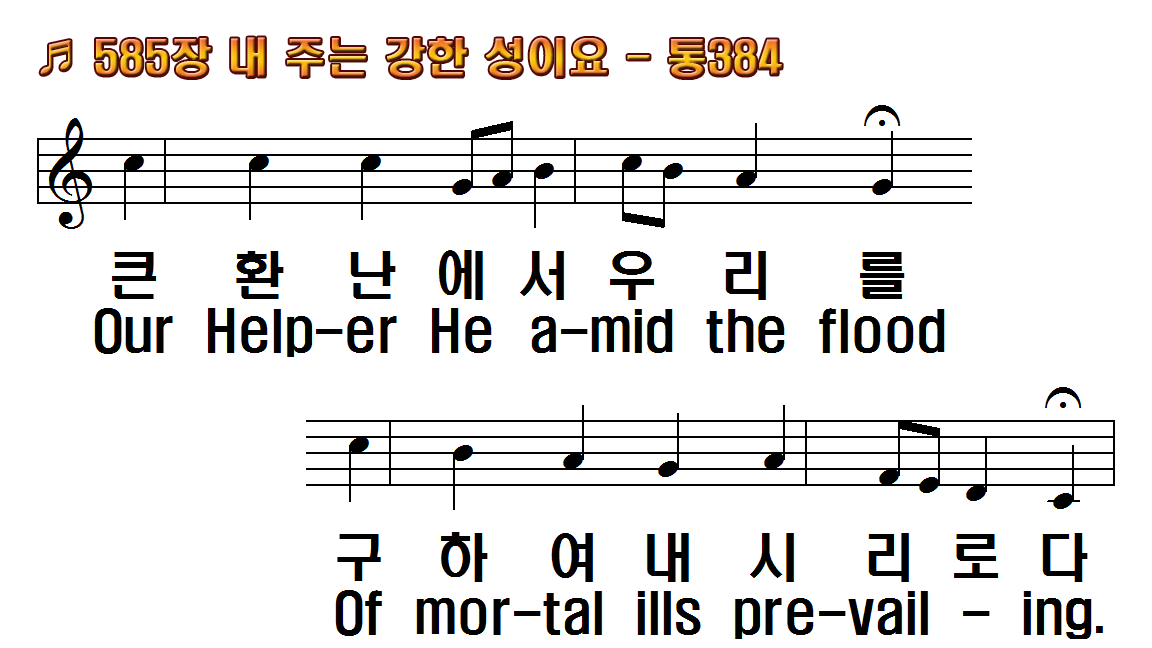 ♬ 585장 내 주는 강한 성이요 - 통384
큰 환 난 에 서 우 리 를
Our Help-er He a-mid the flood
구 하 여 내 시 리 로 다
Of mor-tal ills pre-vail - ing.